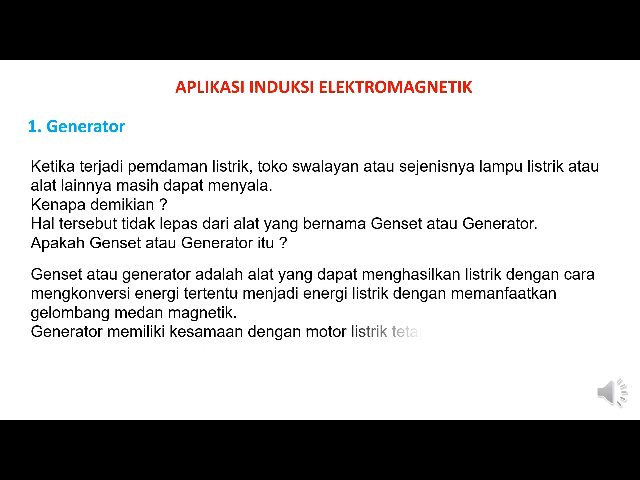 APLIKASI INDUKSI ELEKTROMAGNETIK
1. Generator
Ketika terjadi pemdaman listrik, toko swalayan atau sejenisnya lampu listrik atau
alat lainnya masih dapat menyala.
Kenapa demikian ?
Hal tersebut tidak lepas dari alat yang bernama Genset atau Generator.
Apakah Genset atau Generator itu ?
Genset atau generator adalah alat yang dapat menghasilkan listrik dengan cara
mengkonversi energi tertentu menjadi energi listrik dengan memanfaatkan
gelombang medan magnetik.
Generator memiliki kesamaan dengan motor listrik